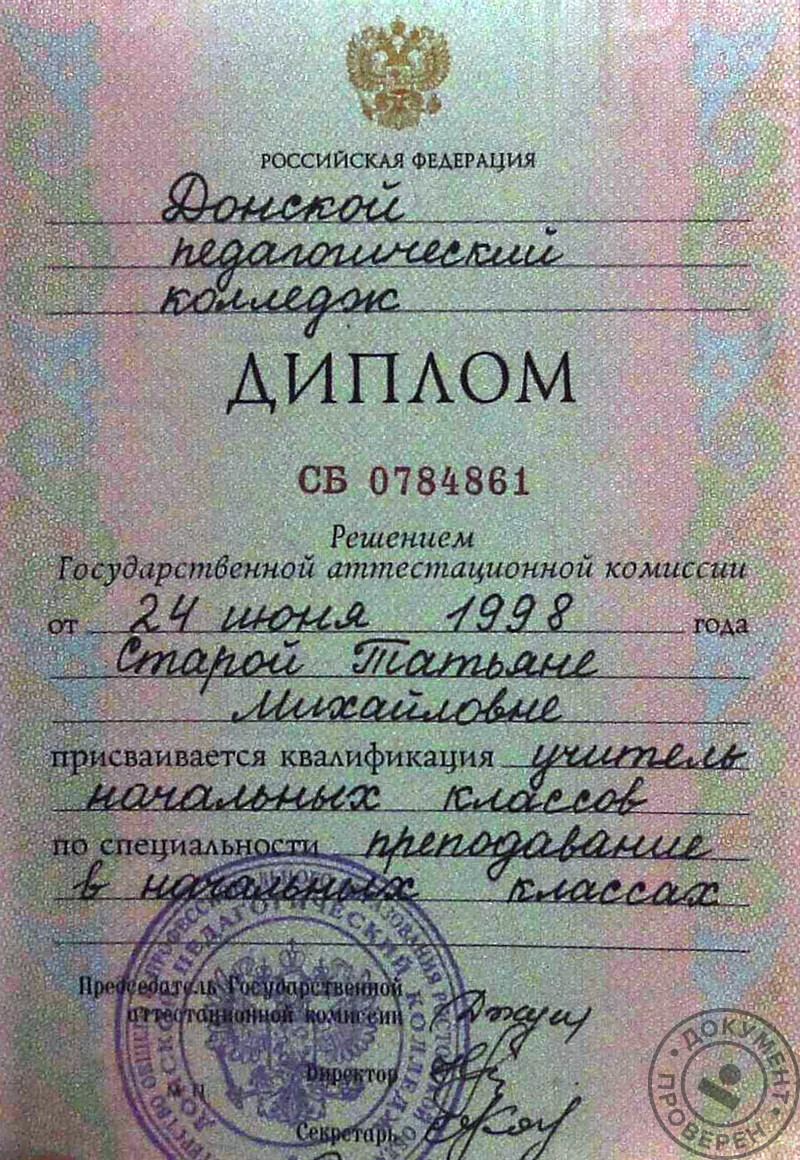 РОССИЙСКАЯ ФЕДЕРАЦИЯ
Донской
педагогический
колледж
ДИПЛОМ
СБ 0784861
Решением
Государственной аттестационной комиссии
от 24 июня 1998 года
Старой Татьяне
Михайловне
присваивается квалификация учитель
начальных классов
по специальности преподавание
в начальных классах
Председатель Государственной
аттестационной комиссии
Директор
Секретарь
ПЕДАГОГИЧЕСКИЙ КОЛЛЕДЖ
ДОКУМЕНТ
ПРОВЕРЕН